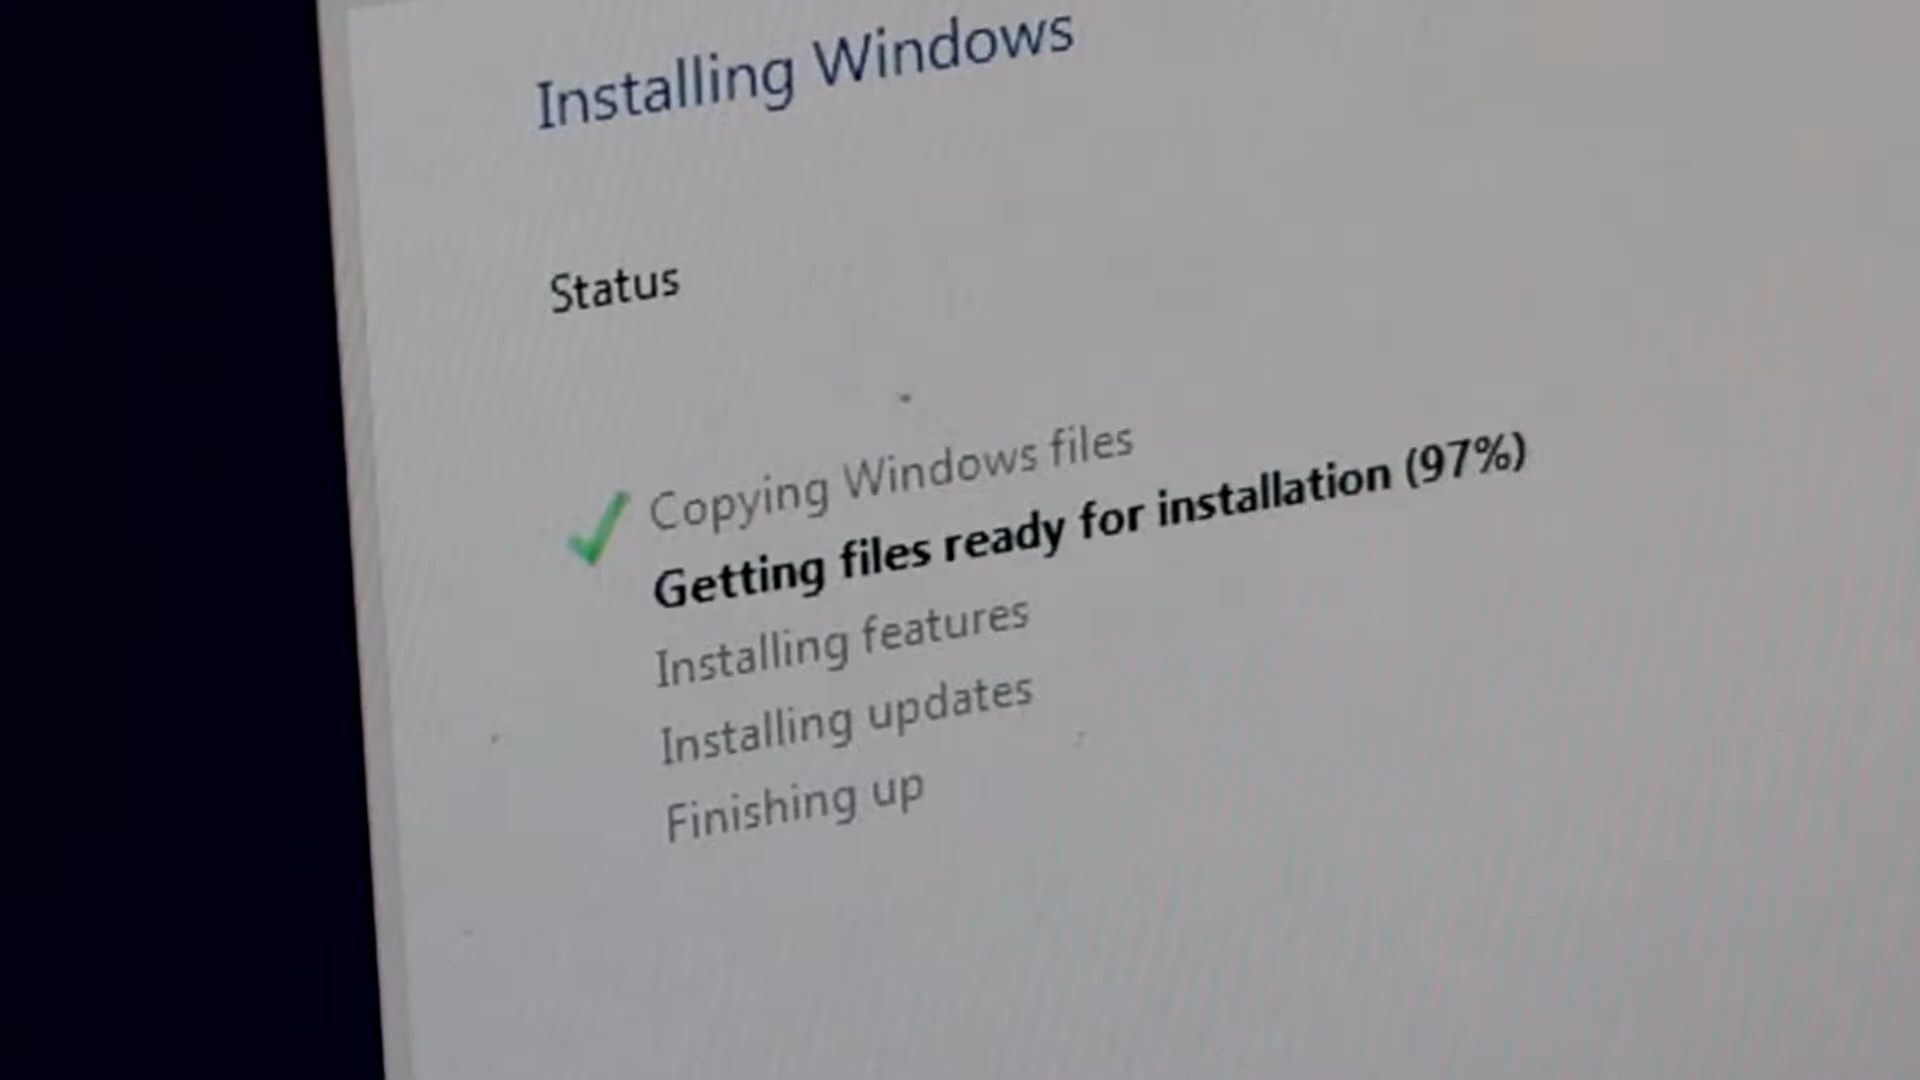 Installing Windows
Status
Copying Windows files
Getting files ready for installation (97%)
Installing features
Installing updates
Finishing up